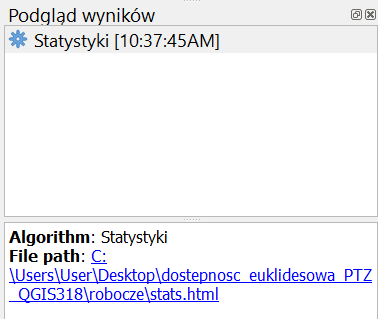 Podgląd wyników
Statystyki [10:37:45AM]
Algorithm: Statystyki
File path: C:
\Users\User\Desktop\dostepnosc_euklidesowa_PTZ
_QGIS318\robocze\stats.html